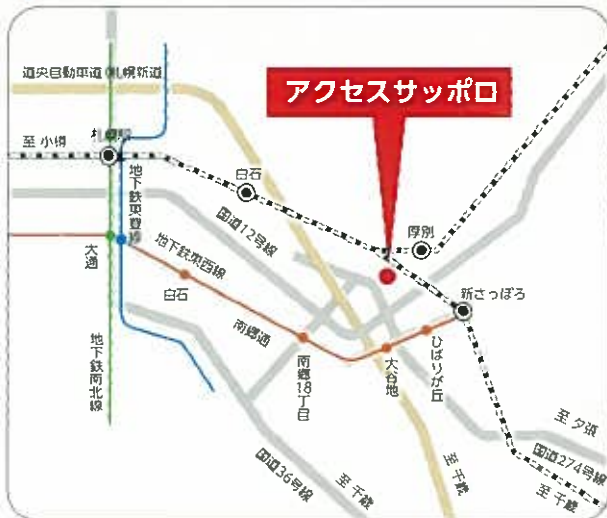 道央自動車道(札幌新道)
アクセスサッポロ
至 小樽
札幌駅
白石
地下鉄東豊線
国道12号線
厚別
大通
地下鉄東西線
白石
新さっぽろ
地下鉄南北線
南郷通
南郷18丁目
大谷地
ひばりが丘
至 夕張
国道274号線
至 千歳
国道36号線
至 千歳
至 千歳